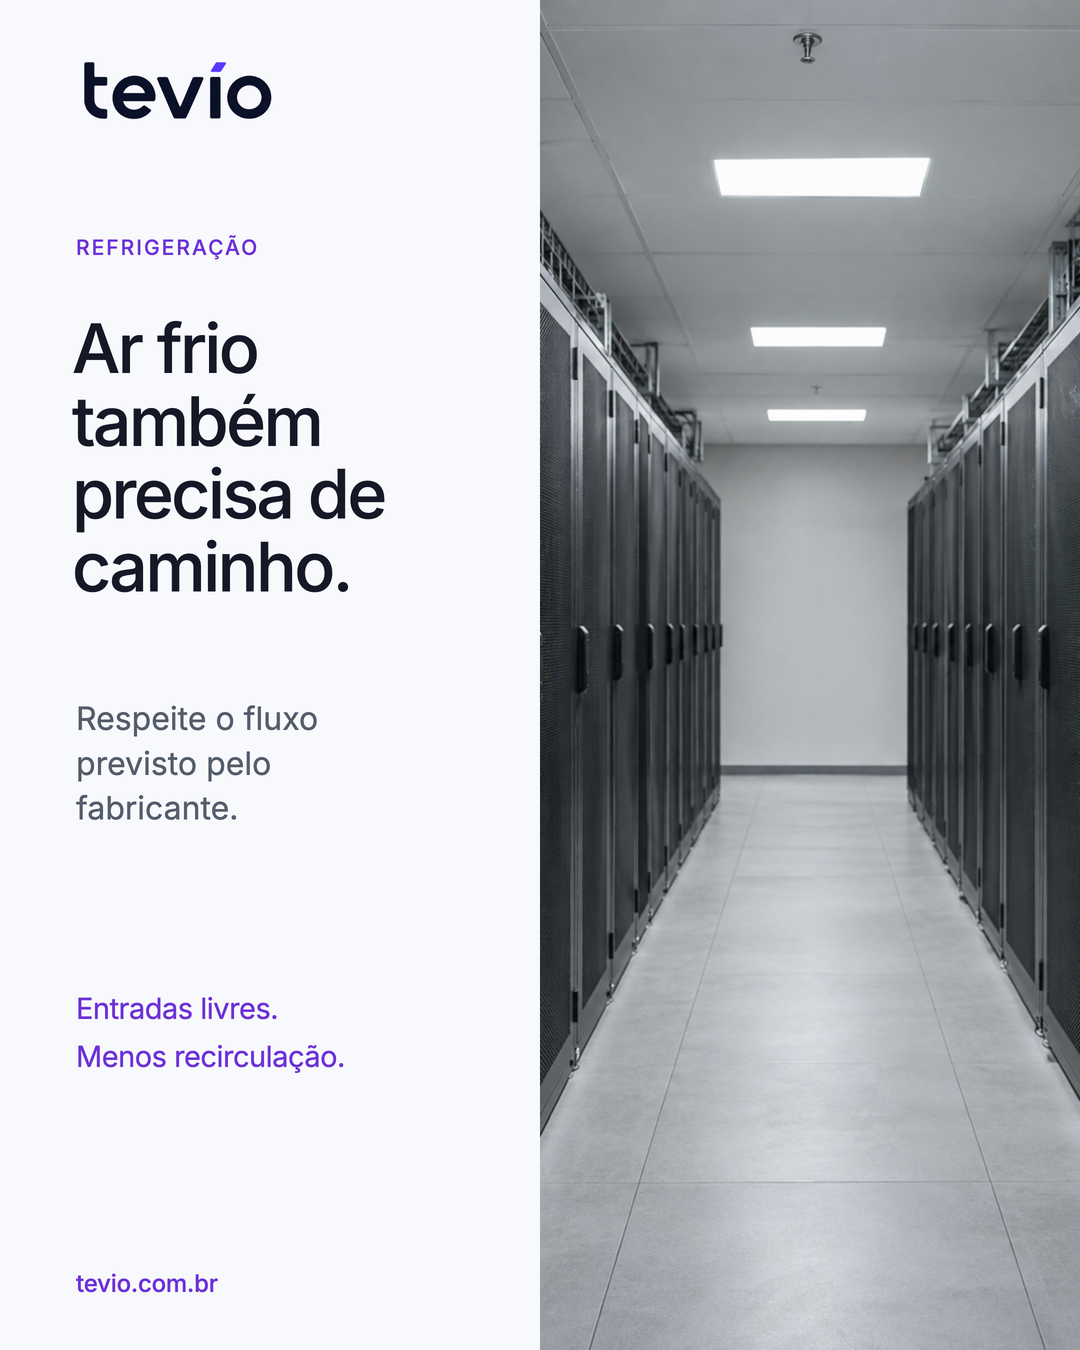 tevío
REFRIGERAÇÃO
Ar frio
também
precisa de
caminho.
Respeite o fluxo
previsto pelo
fabricante.
Entradas livres.
Menos recirculação.
tevio.com.br